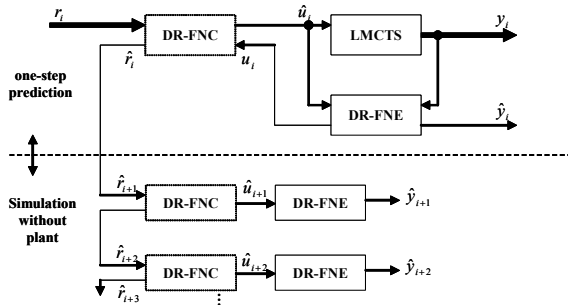 r_i û_i y_i
DR-FNC LMCTS
r̂_i u_i
one-step
prediction
DR-FNE ŷ_i
Simulation
without
plant
r̂_{i+1} û_{i+1} ŷ_{i+1}
DR-FNC DR-FNE
r̂_{i+2} û_{i+2} ŷ_{i+2}
DR-FNC DR-FNE
r̂_{i+3}
⋮